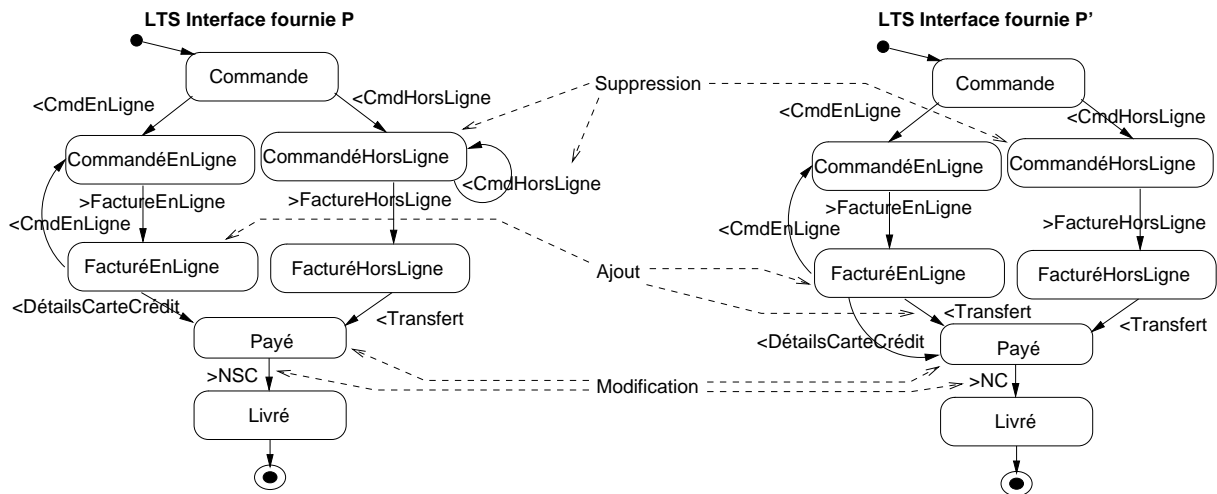 LTS Interface fournie P
LTS Interface fournie P’
Commande
<CmdEnLigne
<CmdHorsLigne
CommandéEnLigne
CommandéHorsLigne
<CmdHorsLigne
>FactureEnLigne
>FactureHorsLigne
<CmdEnLigne
FacturéEnLigne
FacturéHorsLigne
<DétailsCarteCrèdit
<Transfert
Payé
>NSC
Livré
Suppression
Ajout
Modification
Commande
<CmdEnLigne
<CmdHorsLigne
CommandéEnLigne
CommandéHorsLigne
>FactureEnLigne
>FactureHorsLigne
<CmdEnLigne
FacturéEnLigne
FacturéHorsLigne
<Transfert
<Transfert
<DétailsCarteCrédit
Payé
>NC
Livré